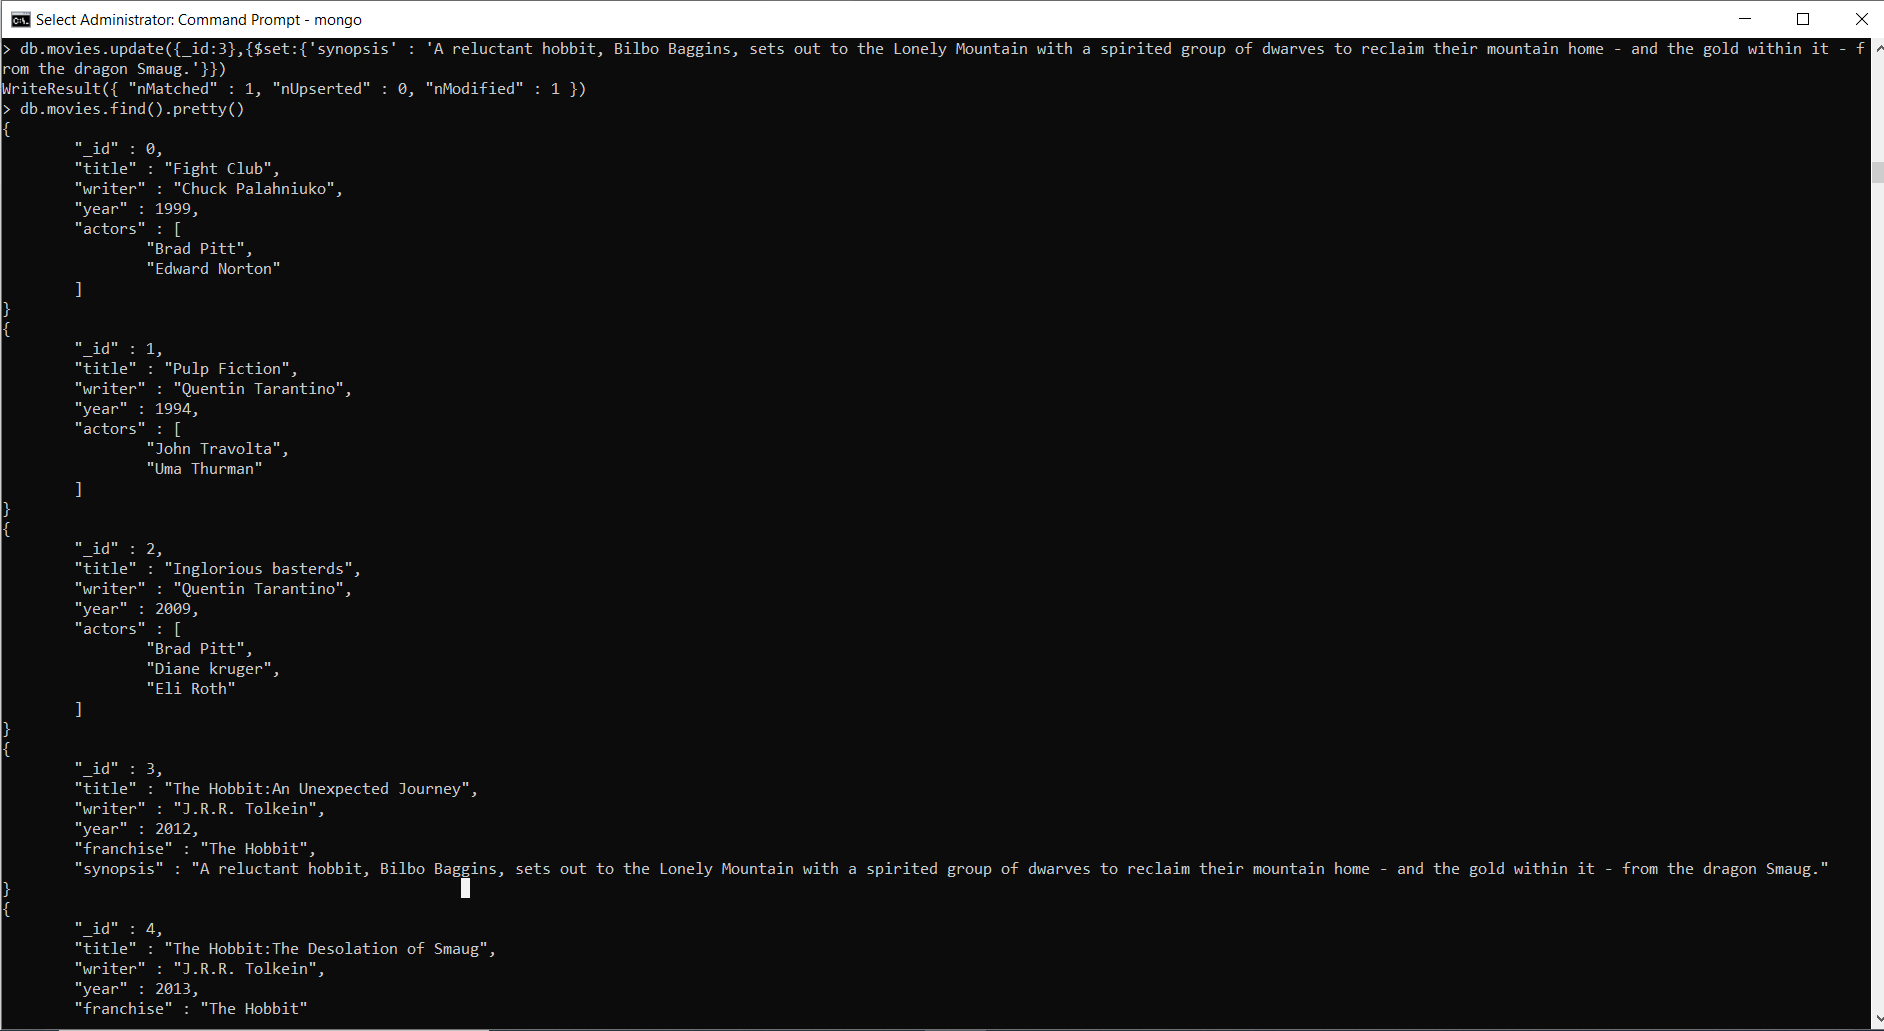 Select Administrator: Command Prompt - mongo
> db.movies.update({_id:3},{$set:{'synopsis' : 'A reluctant hobbit, Bilbo Baggins, sets out to the Lonely Mountain with a spirited group of dwarves to reclaim their mountain home - and the gold within it - f
rom the dragon Smaug.'}})
WriteResult({ "nMatched" : 1, "nUpserted" : 0, "nModified" : 1 })
> db.movies.find().pretty()
{
"_id" : 0,
"title" : "Fight Club",
"writer" : "Chuck Palahniuko",
"year" : 1999,
"actors" : [
"Brad Pitt",
"Edward Norton"
]
}
{
"_id" : 1,
"title" : "Pulp Fiction",
"writer" : "Quentin Tarantino",
"year" : 1994,
"actors" : [
"John Travolta",
"Uma Thurman"
]
}
{
"_id" : 2,
"title" : "Inglorious basterds",
"writer" : "Quentin Tarantino",
"year" : 2009,
"actors" : [
"Brad Pitt",
"Diane kruger",
"Eli Roth"
]
}
{
"_id" : 3,
"title" : "The Hobbit:An Unexpected Journey",
"writer" : "J.R.R. Tolkein",
"year" : 2012,
"franchise" : "The Hobbit",
"synopsis" : "A reluctant hobbit, Bilbo Baggins, sets out to the Lonely Mountain with a spirited group of dwarves to reclaim their mountain home - and the gold within it - from the dragon Smaug."
}
{
"_id" : 4,
"title" : "The Hobbit:The Desolation of Smaug",
"writer" : "J.R.R. Tolkein",
"year" : 2013,
"franchise" : "The Hobbit"